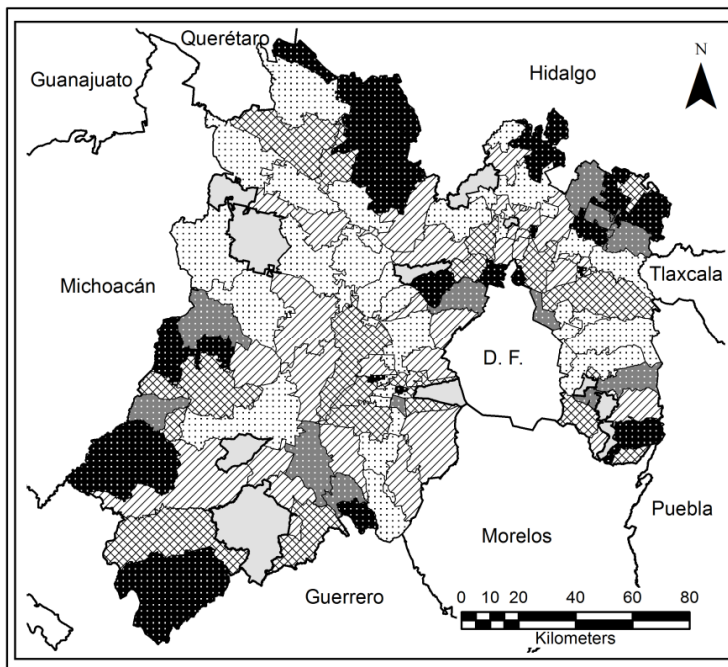 Querétaro
Guanajuato
Hidalgo
N
Michoacán
Tlaxcala
D. F.
Puebla
Morelos
Guerrero
0 10 20 40 60 80
Kilometers